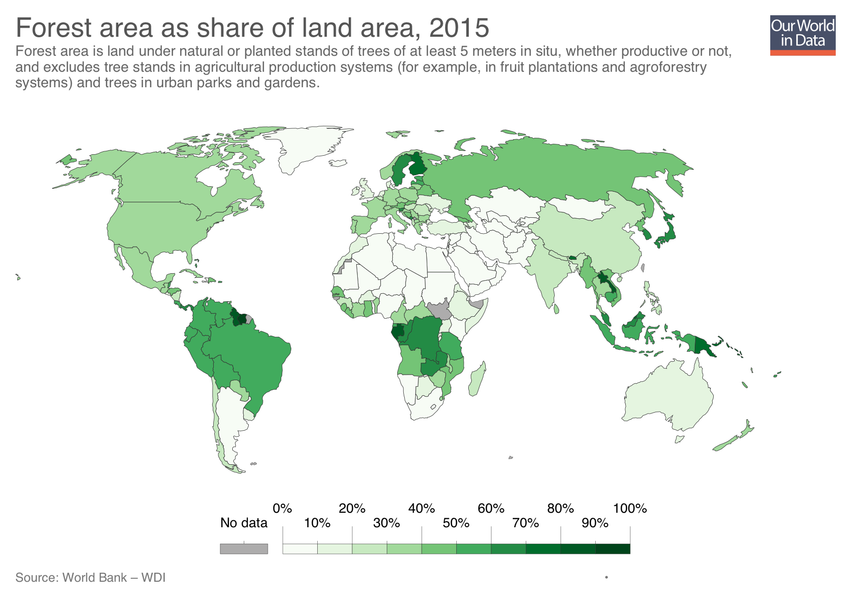 Forest area as share of land area, 2015
Our World
in Data
Forest area is land under natural or planted stands of trees of at least 5 meters in situ, whether productive or not,
and excludes tree stands in agricultural production systems (for example, in fruit plantations and agroforestry
systems) and trees in urban parks and gardens.
0% 20% 40% 60% 80% 100%
No data 10% 30% 50% 70% 90%
Source: World Bank – WDI